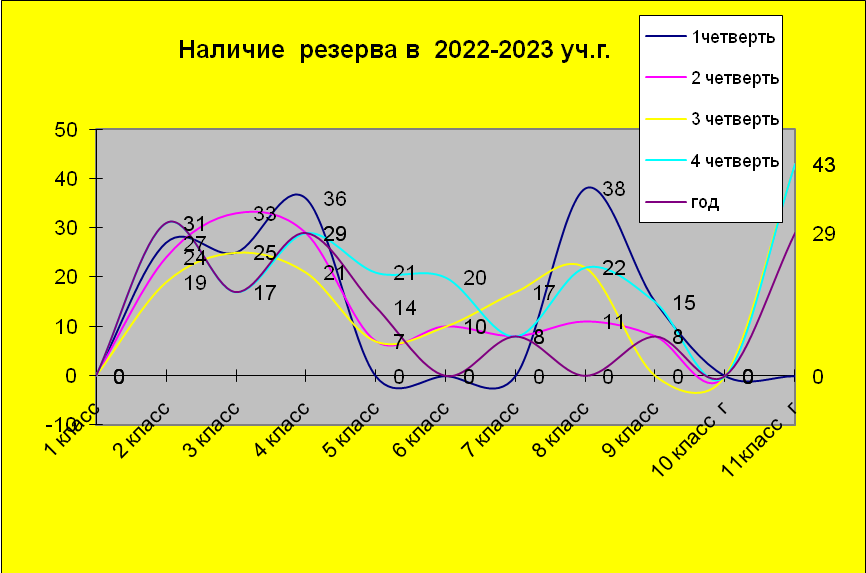 Наличие резерва в 2022-2023 уч.г.
1четверть
2 четверть
3 четверть
4 четверть
год
50
40
30
20
10
0
-10
0
31
27
24
19
33
25
17
36
29
21
21
14
7
0
20
10
0
17
8
0
38
22
11
0
15
8
0
0
43
29
0
1 класс
2 класс
3 класс
4 класс
5 класс
6 класс
7 класс
8 класс
9 класс
10 класс г
11класс г